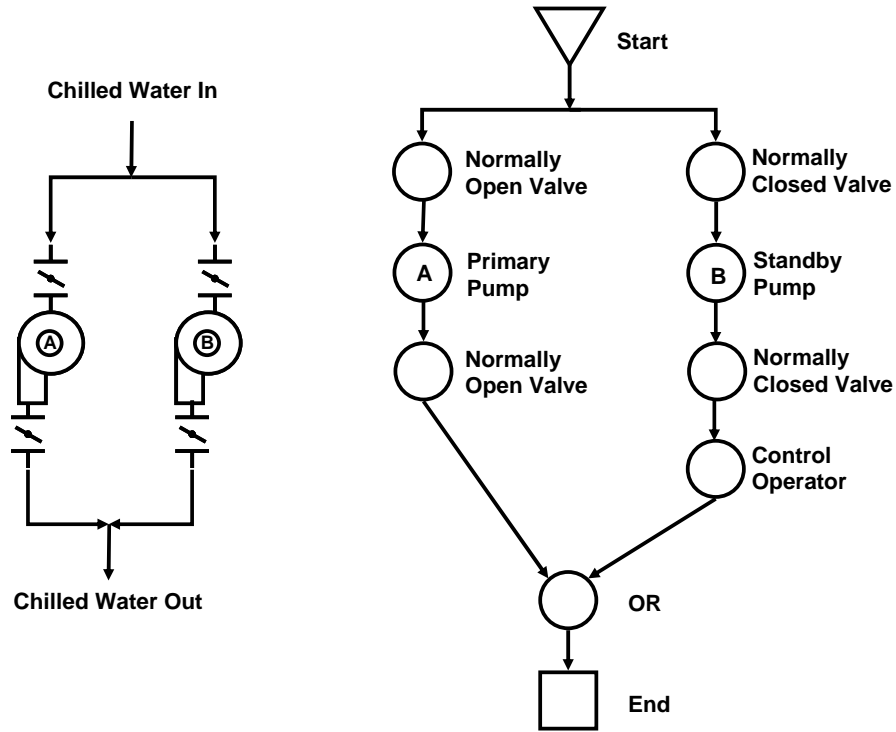 Chilled Water In
A
B
Chilled Water Out
Start
Normally
Open Valve
Normally
Closed Valve
A
Primary
Pump
B
Standby
Pump
Normally
Open Valve
Normally
Closed Valve
Control
Operator
OR
End